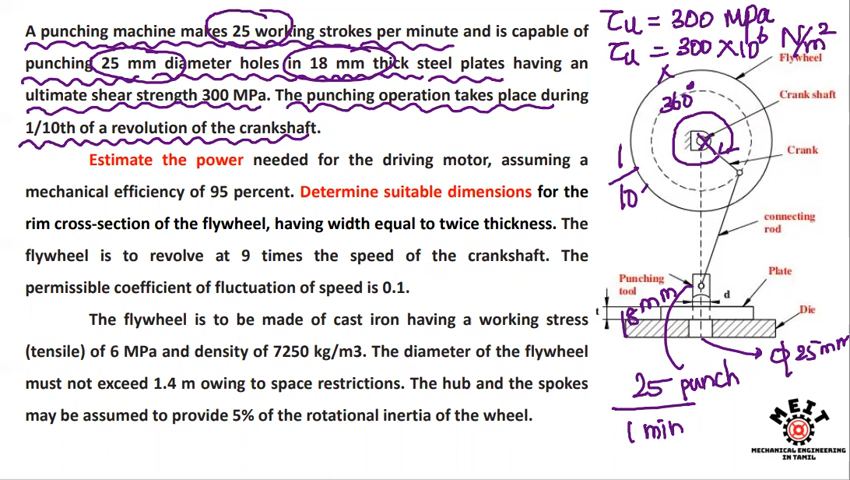 A punching machine makes 25 working strokes per minute and is capable of
punching 25 mm diameter holes in 18 mm thick steel plates having an
ultimate shear strength 300 MPa. The punching operation takes place during
1/10th of a revolution of the crankshaft.
Estimate the power needed for the driving motor, assuming a
mechanical efficiency of 95 percent. Determine suitable dimensions for the
rim cross-section of the flywheel, having width equal to twice thickness. The
flywheel is to revolve at 9 times the speed of the crankshaft. The
permissible coefficient of fluctuation of speed is 0.1.
The flywheel is to be made of cast iron having a working stress
(tensile) of 6 MPa and density of 7250 kg/m3. The diameter of the flywheel
must not exceed 1.4 m owing to space restrictions. The hub and the spokes
may be assumed to provide 5% of the rotational inertia of the wheel.
τu = 300 MPa
τu = 300 × 10⁶ N/m²
Flywheel
360°
Crank shaft
Crank
1/10
connecting
rod
Punching
tool
Plate
d
t
18 mm
Die
ϕ 25 mm
25 punch
1 min
MEIT
MECHANICAL ENGINEERING
IN TAMIL